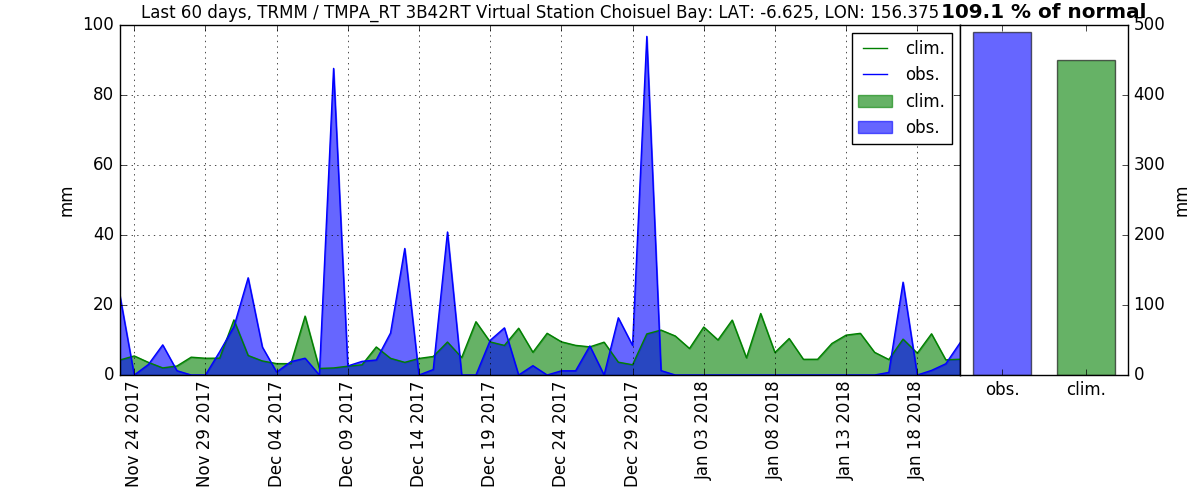 Last 60 days, TRMM / TMPA_RT 3B42RT Virtual Station Choisuel Bay: LAT: -6.625, LON: 156.375
109.1 % of normal
100
80
60
40
20
0
mm
clim.
obs.
clim.
obs.
500
400
300
200
100
0
mm
obs.
clim.
Nov 24 2017
Nov 29 2017
Dec 04 2017
Dec 09 2017
Dec 14 2017
Dec 19 2017
Dec 24 2017
Dec 29 2017
Jan 03 2018
Jan 08 2018
Jan 13 2018
Jan 18 2018